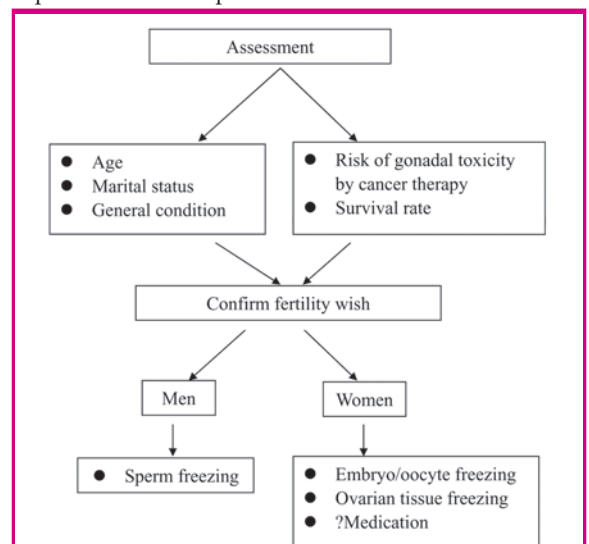 Assessment
● Age
● Marital status
● General condition
● Risk of gonadal toxicity
by cancer therapy
● Survival rate
Confirm fertility wish
Men
Women
● Sperm freezing
● Embryo/oocyte freezing
● Ovarian tissue freezing
● ?Medication